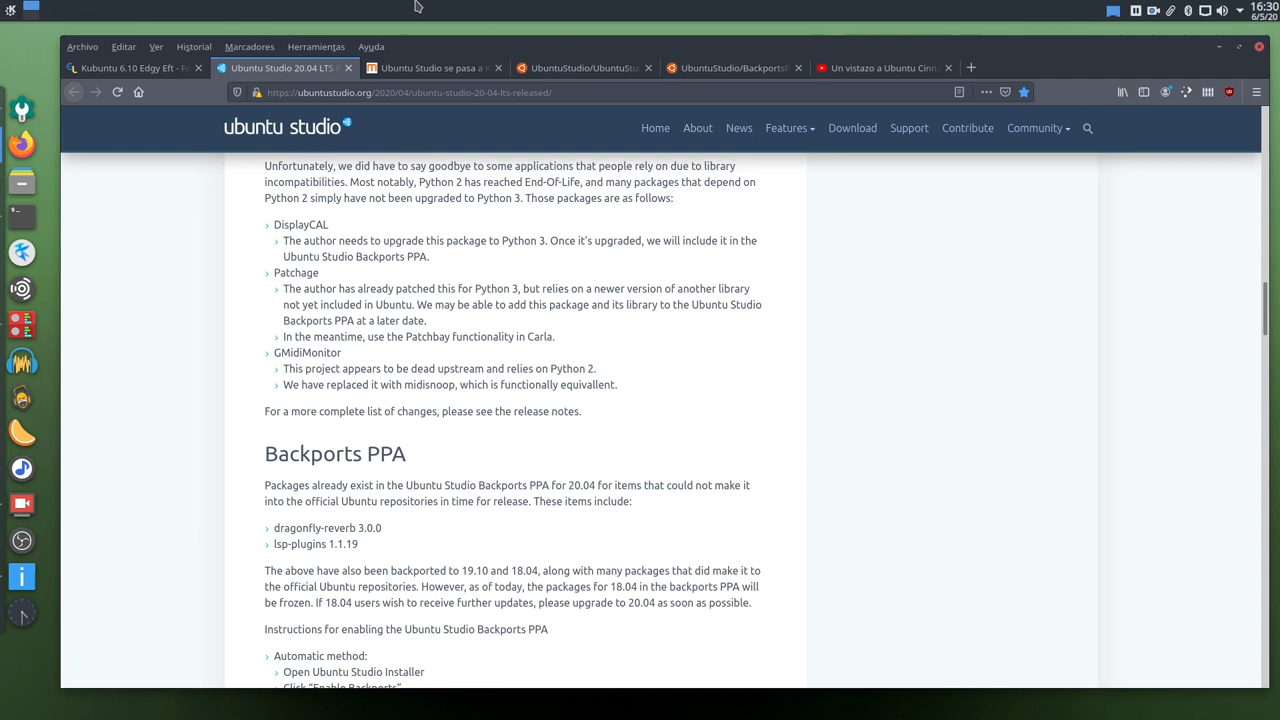 16:30
6/5/20
Archivo Editar Ver Historial Marcadores Herramientas Ayuda
Kubuntu 6.10 Edgy Eft - Fo
Ubuntu Studio 20.04 LTS
Ubuntu Studio se pasa a
UbuntuStudio/UbuntuStu
UbuntuStudio/BackportsF
Un vistazo a Ubuntu Cinn
https://ubuntustudio.org/2020/04/ubuntu-studio-20-04-lts-released/
ubuntu studio
Home About News Features Download Support Contribute Community
Unfortunately, we did have to say goodbye to some applications that people rely on due to library
incompatibilities. Most notably, Python 2 has reached End-Of-Life, and many packages that depend on
Python 2 simply have not been upgraded to Python 3. Those packages are as follows:
DisplayCAL
The author needs to upgrade this package to Python 3. Once it's upgraded, we will include it in the
Ubuntu Studio Backports PPA.
Patchage
The author has already patched this for Python 3, but relies on a newer version of another library
not yet included in Ubuntu. We may be able to add this package and its library to the Ubuntu Studio
Backports PPA at a later date.
In the meantime, use the Patchbay functionality in Carla.
GMidiMonitor
This project appears to be dead upstream and relies on Python 2.
We have replaced it with midisnoop, which is functionally equivallent.
For a more complete list of changes, please see the release notes.
Backports PPA
Packages already exist in the Ubuntu Studio Backports PPA for 20.04 for items that could not make it
into the official Ubuntu repositories in time for release. These items include:
dragonfly-reverb 3.0.0
lsp-plugins 1.1.19
The above have also been backported to 19.10 and 18.04, along with many packages that did make it to
the official Ubuntu repositories. However, as of today, the packages for 18.04 in the backports PPA will
be frozen. If 18.04 users wish to receive further updates, please upgrade to 20.04 as soon as possible.
Instructions for enabling the Ubuntu Studio Backports PPA
Automatic method:
Open Ubuntu Studio Installer
Click "Enable Backports"